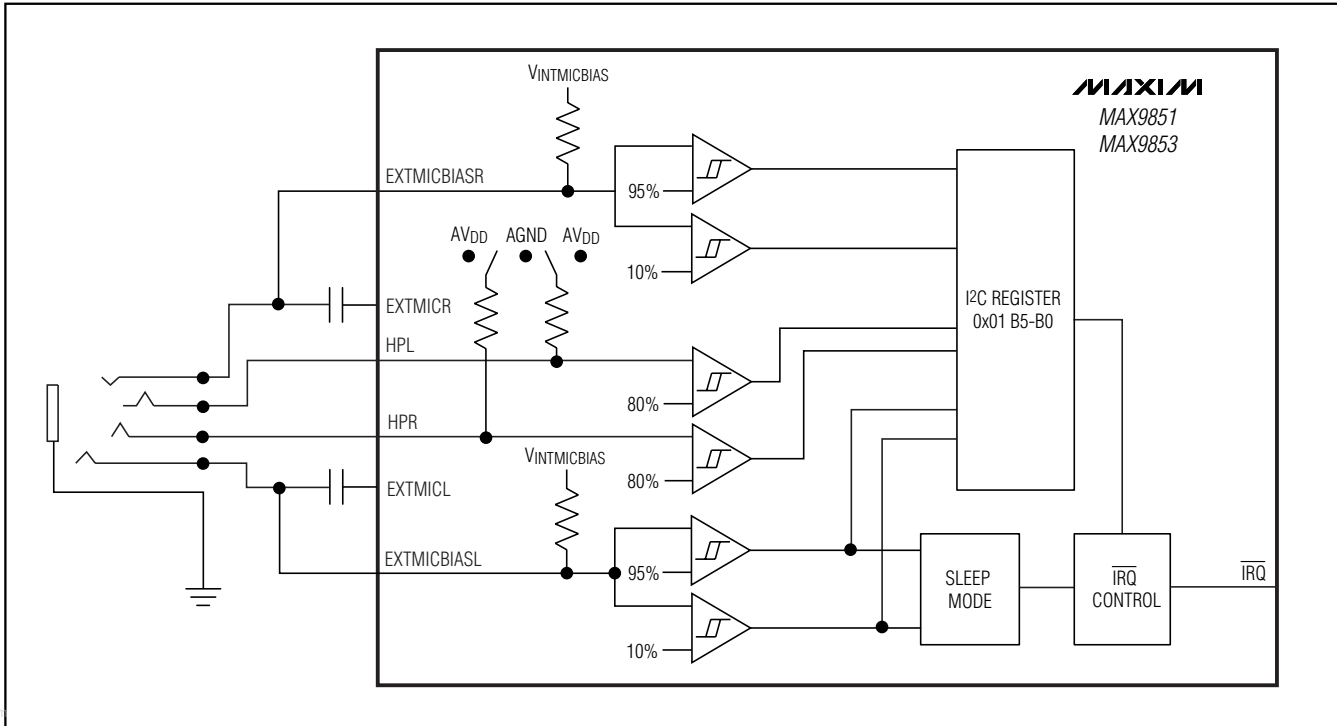 VINTMICBIAS
MAXIM
MAX9851
MAX9853
EXTMICBIASR
95%
AVDD AGND AVDD
10%
I2C REGISTER
0x01 B5-B0
EXTMICR
HPL
80%
HPR
VINTMICBIAS
80%
EXTMICL
EXTMICBIASL
95%
SLEEP
MODE
IRQ
CONTROL
IRQ
10%